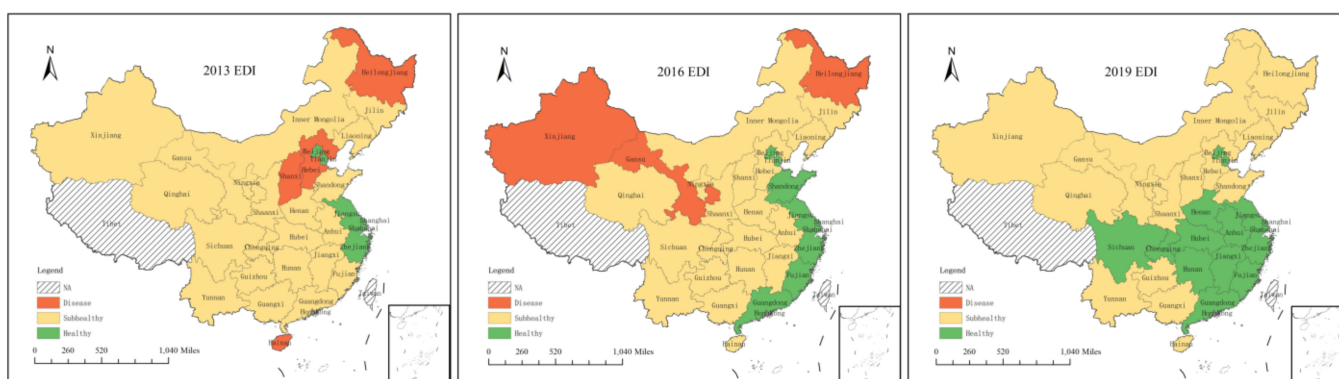 N
2013 EDI
Heilongjiang
Jilin
Inner Mongolia
Liaoning
Xinjiang
Beijing
Tianjin
Gansu
Hebei
Shanxi
Ningxia
Shandong
Qinghai
Shaanxi
Henan
Jiangsu
Shanghai
Tibet
Anhui
Shanghai
Hubei
Sichuan
Chongqing
Zhejiang
Hunan
Jiangxi
Guizhou
Fujian
Yunnan
Guangxi
Guangdong
Taiwan
Hainan
Legend
NA
Disease
Subhealthy
Healthy
0 260 520 1,040 Miles
N
2016 EDI
Heilongjiang
Jilin
Inner Mongolia
Liaoning
Xinjiang
Beijing
Tianjin
Gansu
Hebei
Shanxi
Ningxia
Shandong
Qinghai
Shaanxi
Henan
Jiangsu
Shanghai
Tibet
Anhui
Shanghai
Hubei
Sichuan
Chongqing
Zhejiang
Hunan
Jiangxi
Guizhou
Fujian
Yunnan
Guangxi
Guangdong
Taiwan
Hainan
Legend
NA
Disease
Subhealthy
Healthy
0 260 520 1,040 Miles
N
2019 EDI
Heilongjiang
Jilin
Inner Mongolia
Liaoning
Xinjiang
Beijing
Tianjin
Gansu
Hebei
Shanxi
Ningxia
Shandong
Qinghai
Shaanxi
Henan
Jiangsu
Shanghai
Tibet
Anhui
Shanghai
Hubei
Sichuan
Chongqing
Zhejiang
Hunan
Jiangxi
Guizhou
Fujian
Yunnan
Guangxi
Guangdong
Taiwan
Hainan
Legend
NA
Disease
Subhealthy
Healthy
0 260 520 1,040 Miles